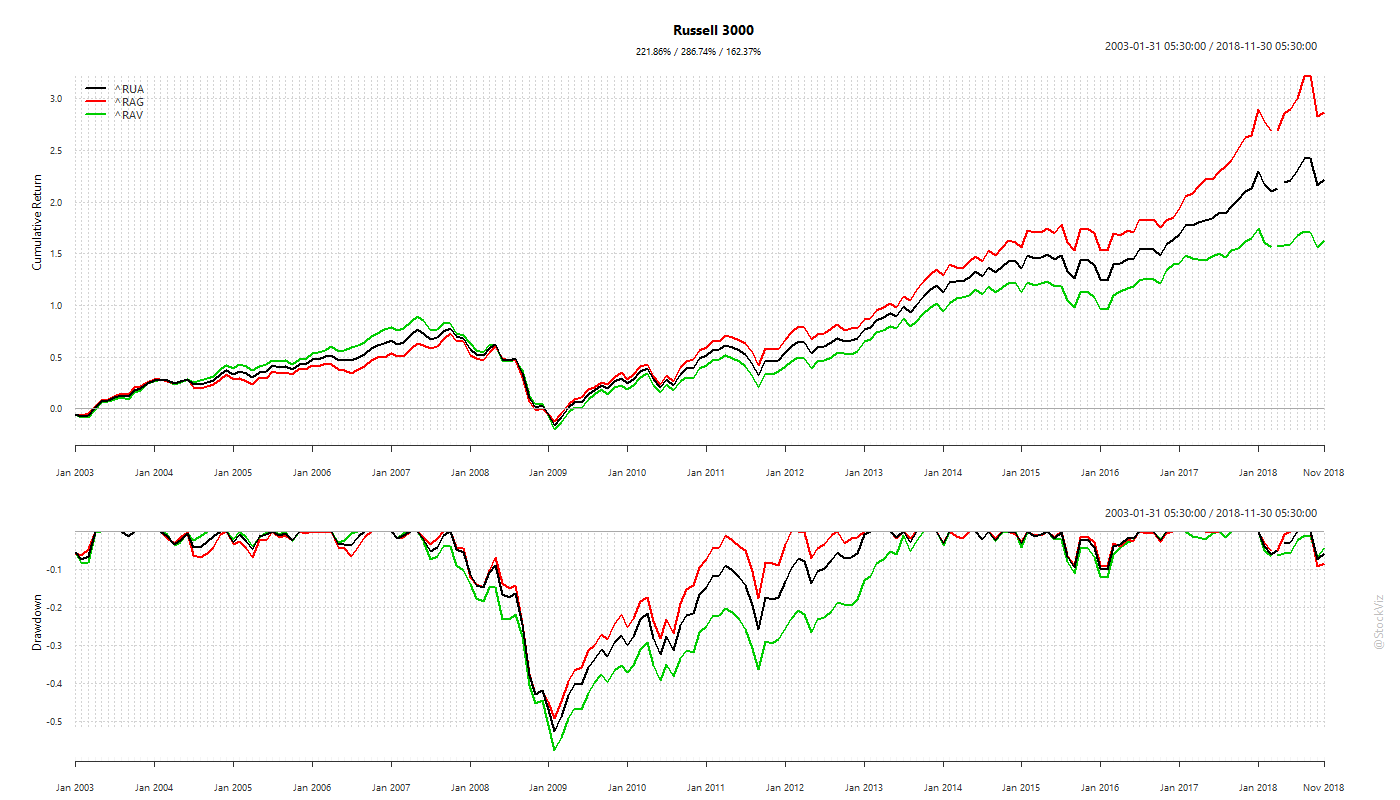 Russell 3000
221.86% / 286.74% / 162.37%
2003-01-31 05:30:00 / 2018-11-30 05:30:00
^RUA
^RAG
^RAV
Cumulative Return
3.0
2.5
2.0
1.5
1.0
0.5
0.0
Jan 2003 Jan 2004 Jan 2005 Jan 2006 Jan 2007 Jan 2008 Jan 2009 Jan 2010 Jan 2011 Jan 2012 Jan 2013 Jan 2014 Jan 2015 Jan 2016 Jan 2017 Jan 2018 Nov 2018
2003-01-31 05:30:00 / 2018-11-30 05:30:00
Drawdown
-0.1
-0.2
-0.3
-0.4
-0.5
Jan 2003 Jan 2004 Jan 2005 Jan 2006 Jan 2007 Jan 2008 Jan 2009 Jan 2010 Jan 2011 Jan 2012 Jan 2013 Jan 2014 Jan 2015 Jan 2016 Jan 2017 Jan 2018 Nov 2018
@StockViz